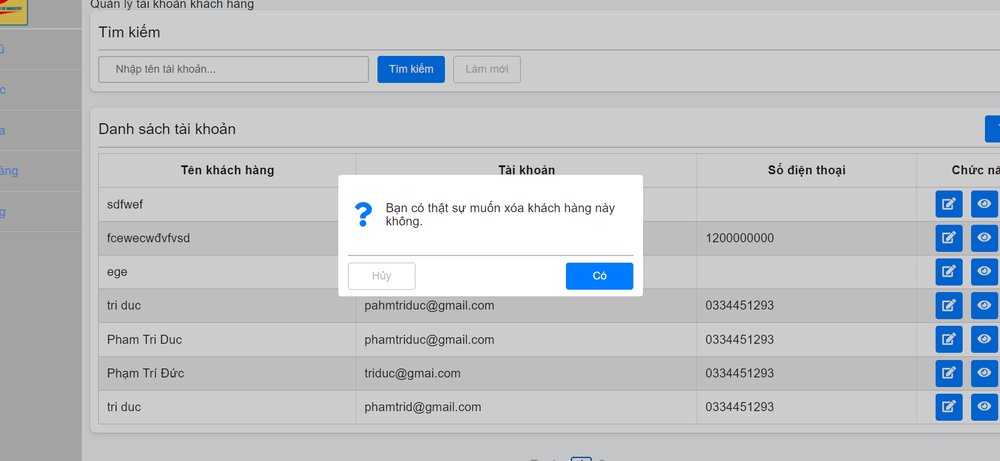 Quản lý tài khoản khách hàng
OF INDUSTRY
Tìm kiếm
Nhập tên tài khoản...
Tìm kiếm
Làm mới
Danh sách tài khoản
àng
Tên khách hàng
Tài khoản
Số điện thoại
Chức nă
sdfwef
fcewecwđvfvsd
1200000000
ege
Bạn có thật sự muốn xóa khách hàng này
không.
Hủy
Có
tri duc
pahmtriduc@gmail.com
0334451293
Pham Tri Duc
phamtriduc@gmail.com
0334451293
Phạm Trí Đức
triduc@gmai.com
0334451293
tri duc
phamtrid@gmail.com
0334451293